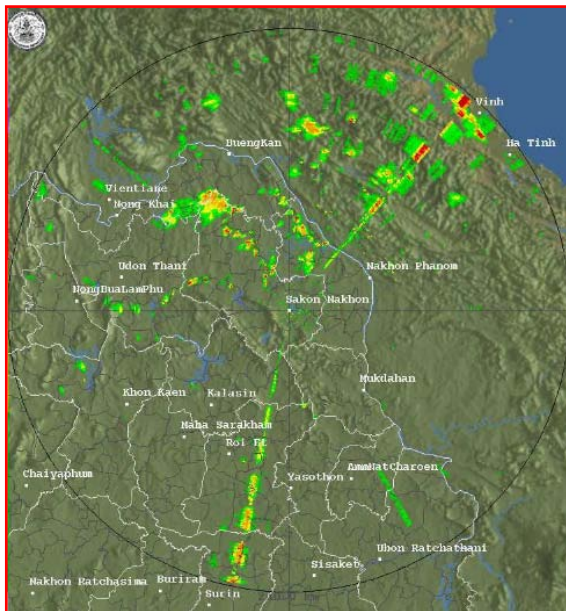 Vinh
Ha Tinh
BuengKan
Vientiane
Nong Khai
Udon Thani
Nakhon Phanom
NongBuaLamPhu
Sakon Nakhon
Mukdahan
Khon Kaen
Kalasin
Maha Sarakham
Roi Et
Chaiyaphum
Yasothon
AmnatCharoen
Ubon Ratchathani
Sisaket
Nakhon Ratchasima
Buriram
Surin